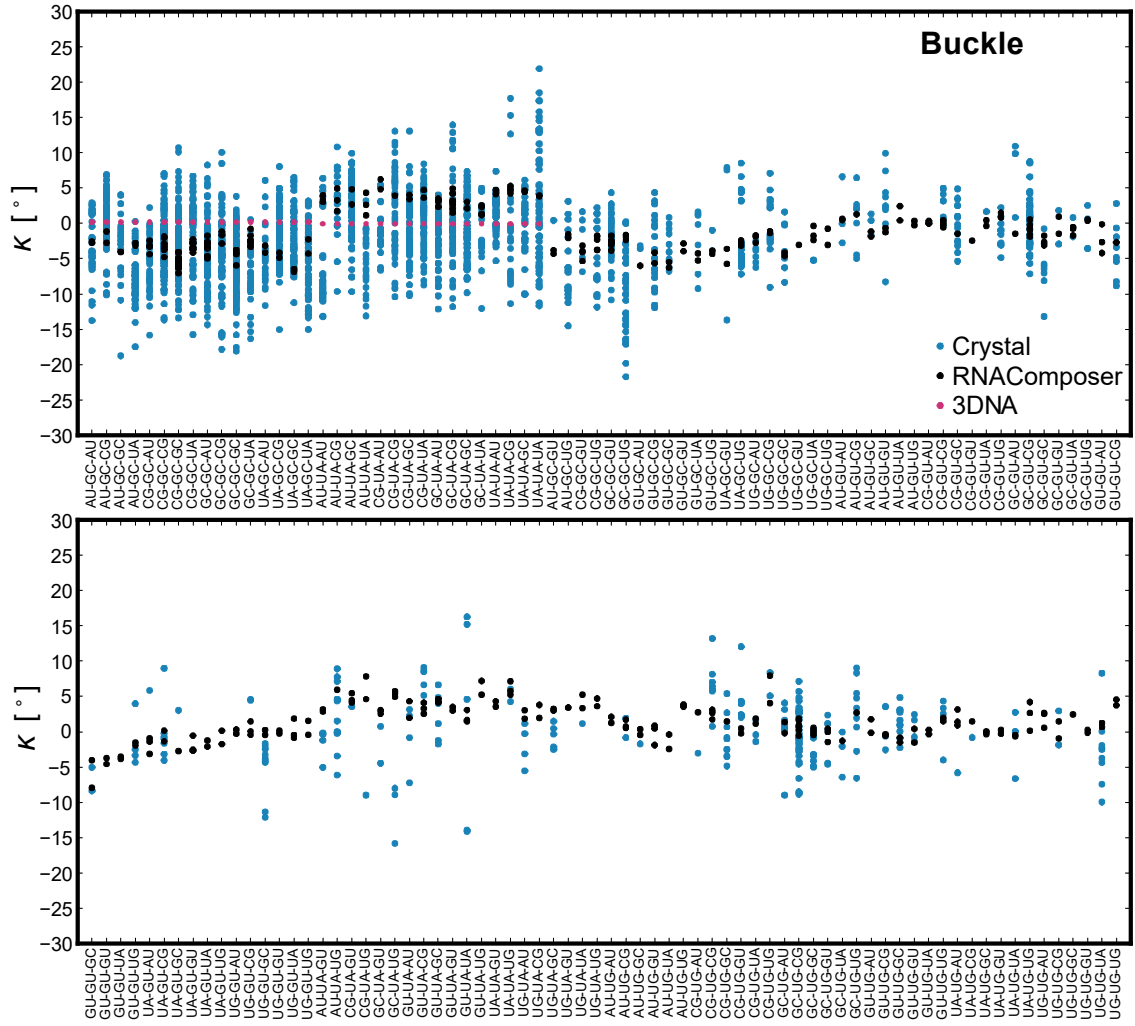 Buckle
κ [°]
30
25
20
15
10
5
0
−5
−10
−15
−20
−25
−30
Crystal
RNAComposer
3DNA
AU-GC-AU
AU-GC-CG
AU-GC-GC
AU-GC-UA
CG-GC-AU
CG-GC-CG
CG-GC-GC
CG-GC-UA
GC-GC-AU
GC-GC-CG
GC-GC-GC
GC-GC-UA
UA-GC-AU
UA-GC-CG
UA-GC-GC
UA-GC-UA
AU-UA-AU
AU-UA-CG
AU-UA-GC
AU-UA-UA
CG-UA-AU
CG-UA-CG
CG-UA-GC
CG-UA-UA
GC-UA-AU
GC-UA-CG
GC-UA-GC
GC-UA-UA
UA-UA-AU
UA-UA-CG
UA-UA-GC
UA-UA-UA
AU-GC-GU
AU-GC-UG
CG-GC-GU
CG-GC-UG
GC-GC-GU
GC-GC-UG
GU-GC-AU
GU-GC-CG
GU-GC-GC
GU-GC-GU
GU-GC-UA
GU-GC-UG
UA-GC-GU
UA-GC-UG
UG-GC-AU
UG-GC-CG
UG-GC-GC
UG-GC-GU
UG-GC-UA
UG-GC-UG
AU-GU-AU
AU-GU-CG
AU-GU-GC
AU-GU-GU
AU-GU-UA
AU-GU-UG
CG-GU-AU
CG-GU-CG
CG-GU-GC
CG-GU-GU
CG-GU-UA
CG-GU-UG
GC-GU-AU
GC-GU-CG
GC-GU-GC
GC-GU-GU
GC-GU-UA
GC-GU-UG
GU-GU-AU
GU-GU-CG
κ [°]
30
25
20
15
10
5
0
−5
−10
−15
−20
−25
−30
GU-GU-GC
GU-GU-GU
GU-GU-UA
GU-GU-UG
UA-GU-AU
UA-GU-CG
UA-GU-GC
UA-GU-GU
UA-GU-UA
UA-GU-UG
UG-GU-AU
UG-GU-CG
UG-GU-GC
UG-GU-GU
UG-GU-UA
UG-GU-UG
AU-UA-GU
AU-UA-UG
CG-UA-GU
CG-UA-UG
GC-UA-GU
GC-UA-UG
GU-UA-AU
GU-UA-CG
GU-UA-GC
GU-UA-GU
GU-UA-UA
GU-UA-UG
UA-UA-GU
UA-UA-UG
UG-UA-AU
UG-UA-CG
UG-UA-GC
UG-UA-GU
UG-UA-UA
UG-UA-UG
AU-UG-AU
AU-UG-CG
AU-UG-GC
AU-UG-GU
AU-UG-UA
AU-UG-UG
CG-UG-AU
CG-UG-CG
CG-UG-GC
CG-UG-GU
CG-UG-UA
CG-UG-UG
GC-UG-AU
GC-UG-CG
GC-UG-GC
GC-UG-GU
GC-UG-UA
GC-UG-UG
GU-UG-AU
GU-UG-CG
GU-UG-GC
GU-UG-GU
GU-UG-UA
GU-UG-UG
UA-UG-AU
UA-UG-CG
UA-UG-GC
UA-UG-GU
UA-UG-UA
UA-UG-UG
UG-UG-AU
UG-UG-CG
UG-UG-GC
UG-UG-GU
UG-UG-UA
UG-UG-UG